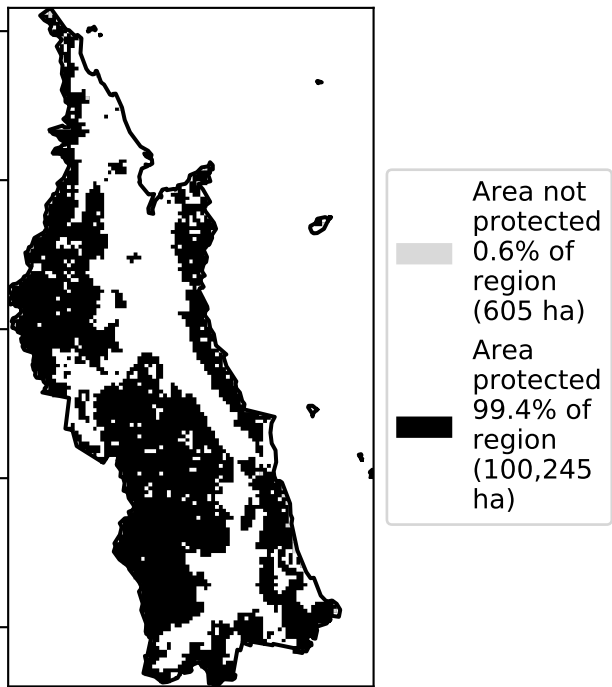 Area not
protected
0.6% of
region
(605 ha)
Area
protected
99.4% of
region
(100,245
ha)